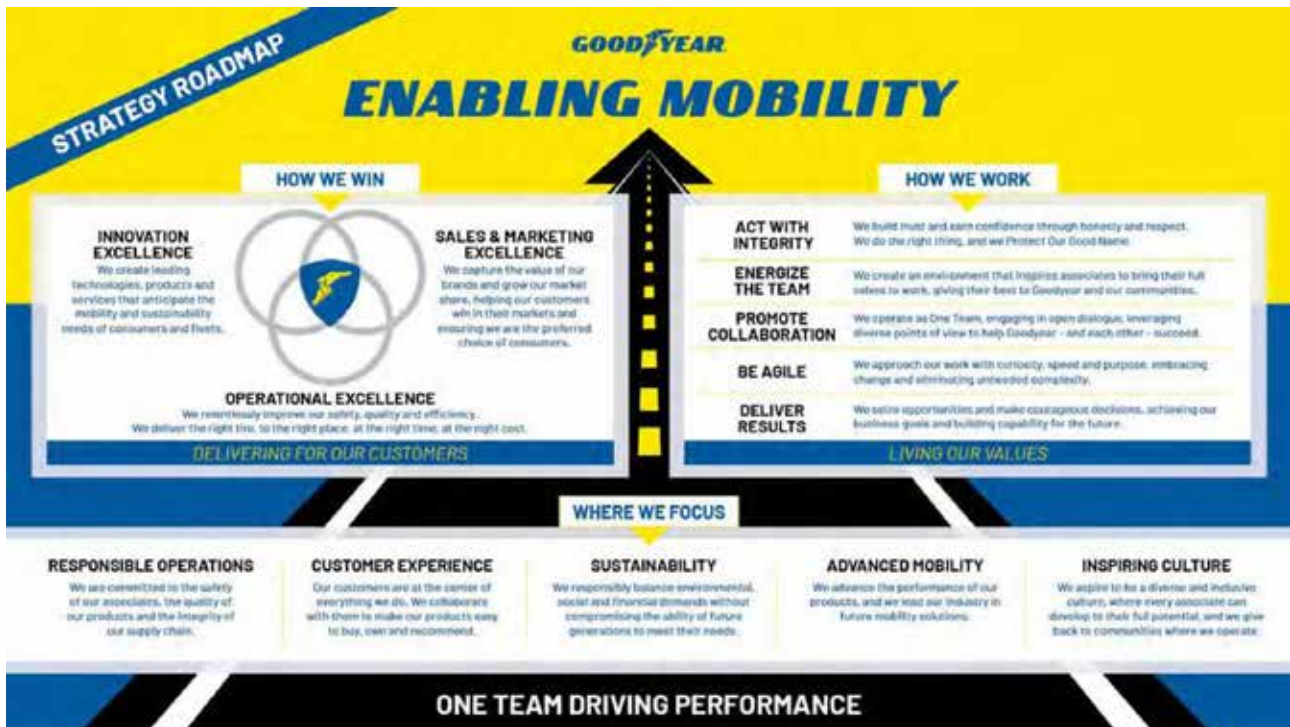 STRATEGY ROADMAP
GOODYEAR
ENABLING MOBILITY
HOW WE WIN
INNOVATION
EXCELLENCE
We create leading
technologies, products and
services that anticipate the
mobility and sustainability
needs of consumers and fleets.
SALES & MARKETING
EXCELLENCE
We capture the value of our
brands and grow our market
share, helping our customers
win in their markets and
ensuring we are the preferred
choice of consumers.
OPERATIONAL EXCELLENCE
We relentlessly improve our safety, quality and efficiency.
We deliver the right tire, to the right place, at the right time, at the right cost.
DELIVERING FOR OUR CUSTOMERS
HOW WE WORK
ACT WITH
INTEGRITY
We build trust and earn confidence through honesty and respect.
We do the right thing, and we Protect Our Good Name.
ENERGIZE
THE TEAM
We create an environment that inspires associates to bring their full
selves to work, giving their best to Goodyear and our communities.
PROMOTE
COLLABORATION
We operate as One Team, engaging in open dialogue, leveraging
diverse points of view to help Goodyear - and each other - succeed.
BE AGILE
We approach our work with curiosity, speed and purpose, embracing
change and eliminating unneeded complexity.
DELIVER
RESULTS
We seize opportunities and make courageous decisions, achieving our
business goals and building capability for the future.
LIVING OUR VALUES
WHERE WE FOCUS
RESPONSIBLE OPERATIONS
We are committed to the safety
of our associates, the quality of
our products and the integrity of
our supply chain.
CUSTOMER EXPERIENCE
Our customers are at the center of
everything we do. We collaborate
with them to make our products easy
to buy, own and recommend.
SUSTAINABILITY
We responsibly balance environmental,
social and financial demands without
compromising the ability of future
generations to meet their needs.
ADVANCED MOBILITY
We advance the performance of our
products, and we lead our industry in
future mobility solutions.
INSPIRING CULTURE
We aspire to be a diverse and inclusive
culture, where every associate can
develop to their full potential, and we give
back to communities where we operate.
ONE TEAM DRIVING PERFORMANCE